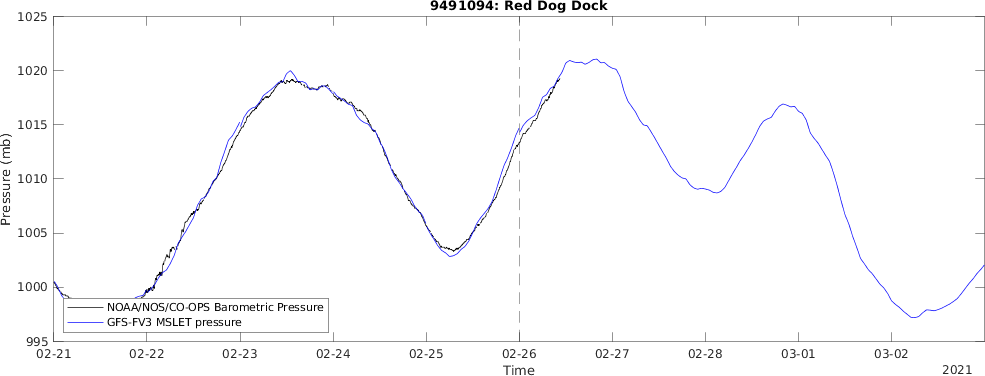 9491094: Red Dog Dock
1025
1020
1015
1010
1005
1000
995
Pressure (mb)
NOAA/NOS/CO-OPS Barometric Pressure
GFS-FV3 MSLET pressure
02-21 02-22 02-23 02-24 02-25 02-26 02-27 02-28 03-01 03-02
Time
2021